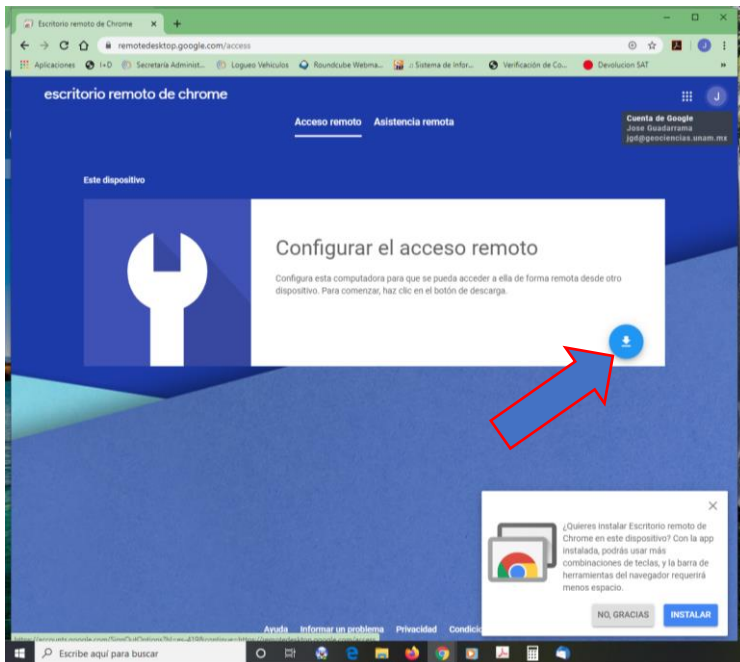 Escritorio remoto de Chrome
remotedesktop.google.com/access
J
Aplicaciones I+D Secretaría Administ... Logueo Vehiculos Roundcube Webma... :: Sistema de Infor... Verificación de Co... Devolucion SAT
escritorio remoto de chrome
J
Acceso remoto Asistencia remota
Cuenta de Google
Jose Guadarrama
jgd@geociencias.unam.mx
Este dispositivo
Configurar el acceso remoto
Configura esta computadora para que se pueda acceder a ella de forma remota desde otro
dispositivo. Para comenzar, haz clic en el botón de descarga.
¿Quieres instalar Escritorio remoto de
Chrome en este dispositivo? Con la app
instalada, podrás usar más
combinaciones de teclas, y la barra de
herramientas del navegador requerirá
menos espacio.
NO, GRACIAS INSTALAR
Ayuda Informar un problema Privacidad
Escribe aquí para buscar